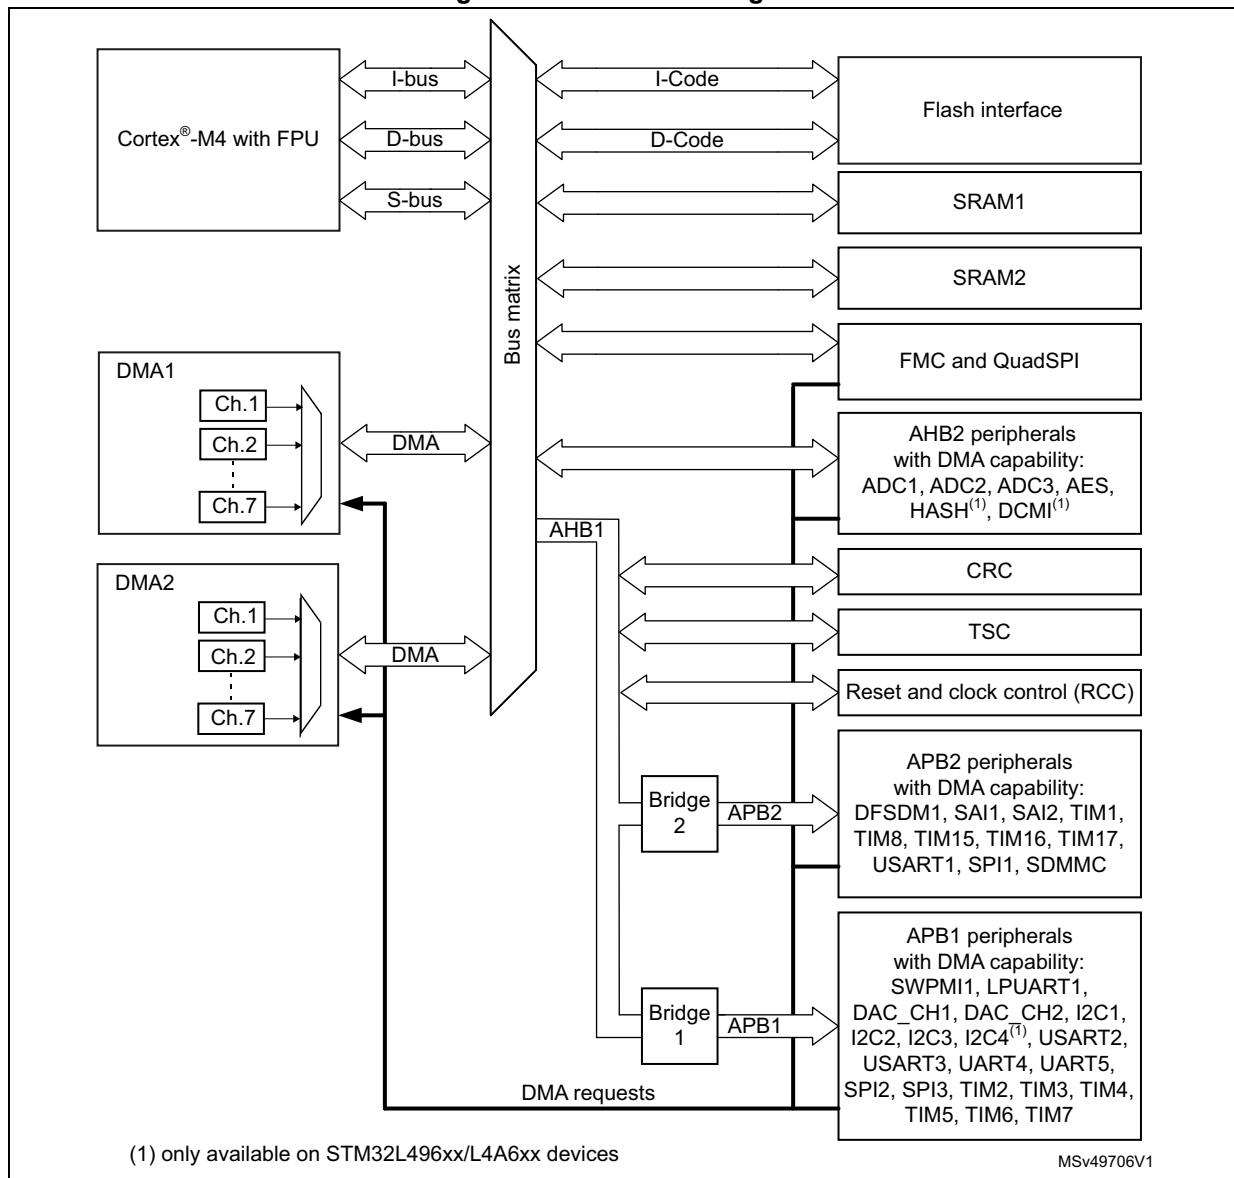 Cortex®-M4 with FPU
I-bus
D-bus
S-bus
Bus matrix
I-Code
D-Code
Flash interface
SRAM1
SRAM2
FMC and QuadSPI
DMA1
Ch.1
Ch.2
Ch.7
DMA
AHB2 peripherals
with DMA capability:
ADC1, ADC2, ADC3, AES,
HASH(1), DCMI(1)
AHB1
DMA2
Ch.1
Ch.2
Ch.7
DMA
CRC
TSC
Reset and clock control (RCC)
Bridge
2
APB2
APB2 peripherals
with DMA capability:
DFSDM1, SAI1, SAI2, TIM1,
TIM8, TIM15, TIM16, TIM17,
USART1, SPI1, SDMMC
Bridge
1
APB1
APB1 peripherals
with DMA capability:
SWPMI1, LPUART1,
DAC_CH1, DAC_CH2, I2C1,
I2C2, I2C3, I2C4(1), USART2,
USART3, UART4, UART5,
SPI2, SPI3, TIM2, TIM3, TIM4,
TIM5, TIM6, TIM7
DMA requests
(1) only available on STM32L496xx/L4A6xx devices
MSv49706V1